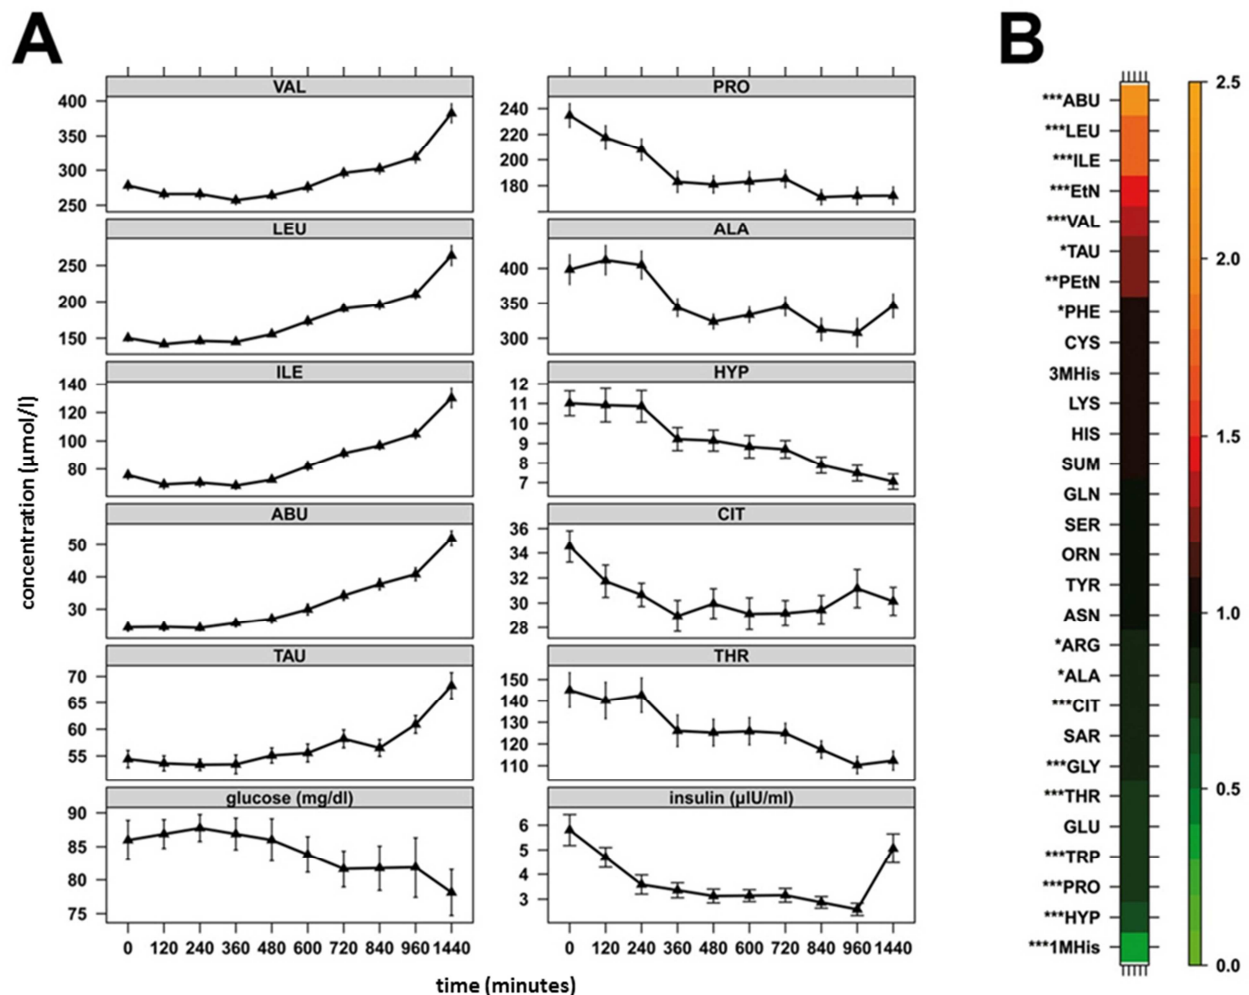 A
B
VAL
400
350
300
250
PRO
240
220
200
180
LEU
250
200
150
ALA
400
350
300
ILE
140
120
100
80
HYP
12
11
10
9
8
7
ABU
50
40
30
CIT
36
34
32
30
28
TAU
70
65
60
55
THR
150
140
130
120
110
glucose (mg/dl)
90
85
80
75
insulin (µIU/ml)
6
5
4
3
0 120 240 360 480 600 720 840 960 1440
0 120 240 360 480 600 720 840 960 1440
concentration (µmol/l)
time (minutes)
***ABU
***LEU
***ILE
***EtN
***VAL
*TAU
**PEtN
*PHE
CYS
3MHis
LYS
HIS
SUM
GLN
SER
ORN
TYR
ASN
*ARG
*ALA
***CIT
SAR
***GLY
***THR
GLU
***TRP
***PRO
***HYP
***1MHis
2.5
2.0
1.5
1.0
0.5
0.0